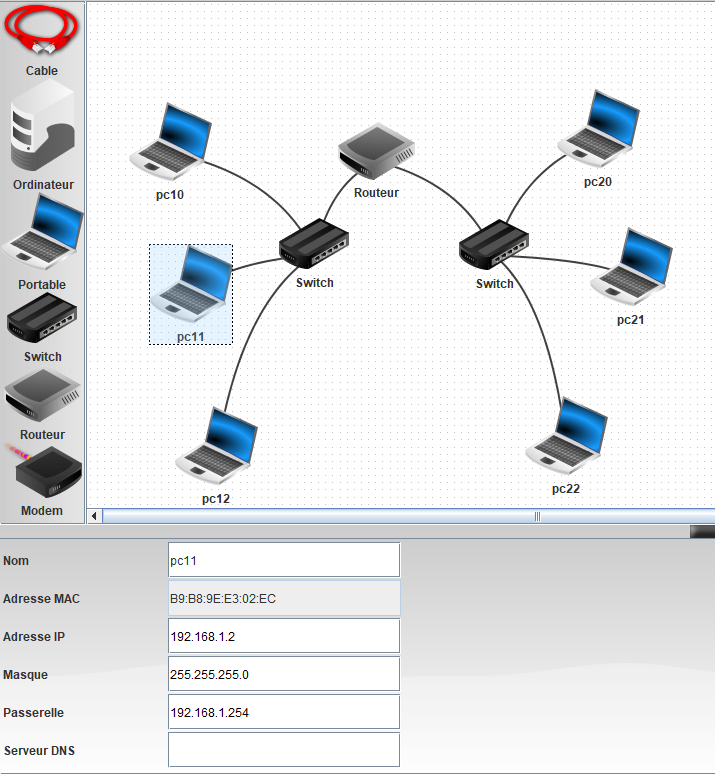 Cable
Ordinateur
Portable
Switch
Routeur
Modem
pc10
Routeur
pc20
Switch
Switch
pc11
pc21
pc12
pc22
Nom pc11
Adresse MAC B9:B8:9E:E3:02:EC
Adresse IP 192.168.1.2
Masque 255.255.255.0
Passerelle 192.168.1.254
Serveur DNS